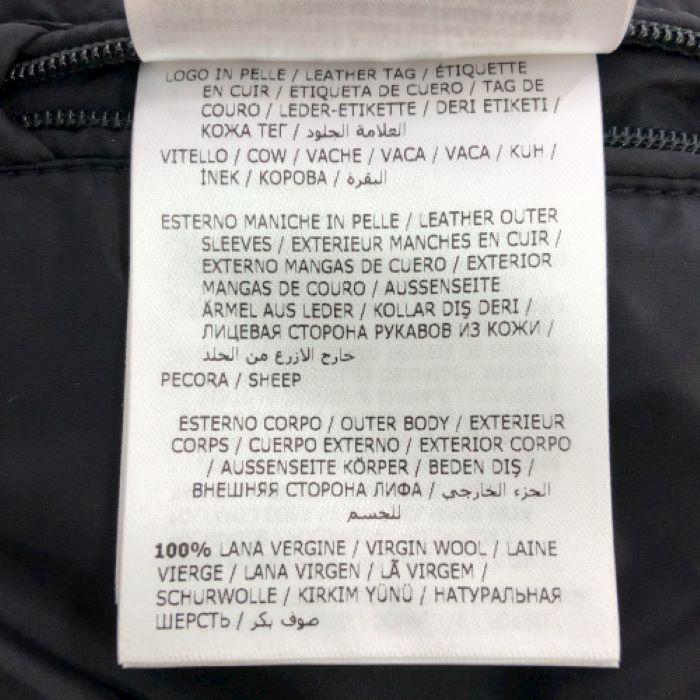 LOGO IN PELLE / LEATHER TAG / ÉTIQUETTE
EN CUIR / ETIQUETA DE CUERO / TAG DE
COURO / LEDER-ETIKETTE / DERI ETIKETI /
КОЖА ТЕГ / العلامة الجلود
VITELLO / COW / VACHE / VACA / VACA / KUH /
İNEK / КОРОВА / البقرة
ESTERNO MANICHE IN PELLE / LEATHER OUTER
SLEEVES / EXTERIEUR MANCHES EN CUIR /
EXTERNO MANGAS DE CUERO / EXTERIOR
MANGAS DE COURO / AUSSENSEITE
ÄRMEL AUS LEDER / KOLLAR DIŞ DERI /
ЛИЦЕВАЯ СТОРОНА РУКАВОВ ИЗ КОЖИ /
خارج الازرع من الجلد
PECORA / SHEEP
ESTERNO CORPO / OUTER BODY / EXTERIEUR
CORPS / CUERPO EXTERNO / EXTERIOR CORPO
/ AUSSENSEITE KÖRPER / BEDEN DIŞ /
ВНЕШНЯЯ СТОРОНА ЛИФА / الجزء الخارجي
للجسم
100% LANA VERGINE / VIRGIN WOOL / LAINE
VIERGE / LANA VIRGEN / LÃ VIRGEM /
SCHURWOLLE / KIRKIM YÜNÜ / НАТУРАЛЬНАЯ
ШЕРСТЬ / صوف بكر